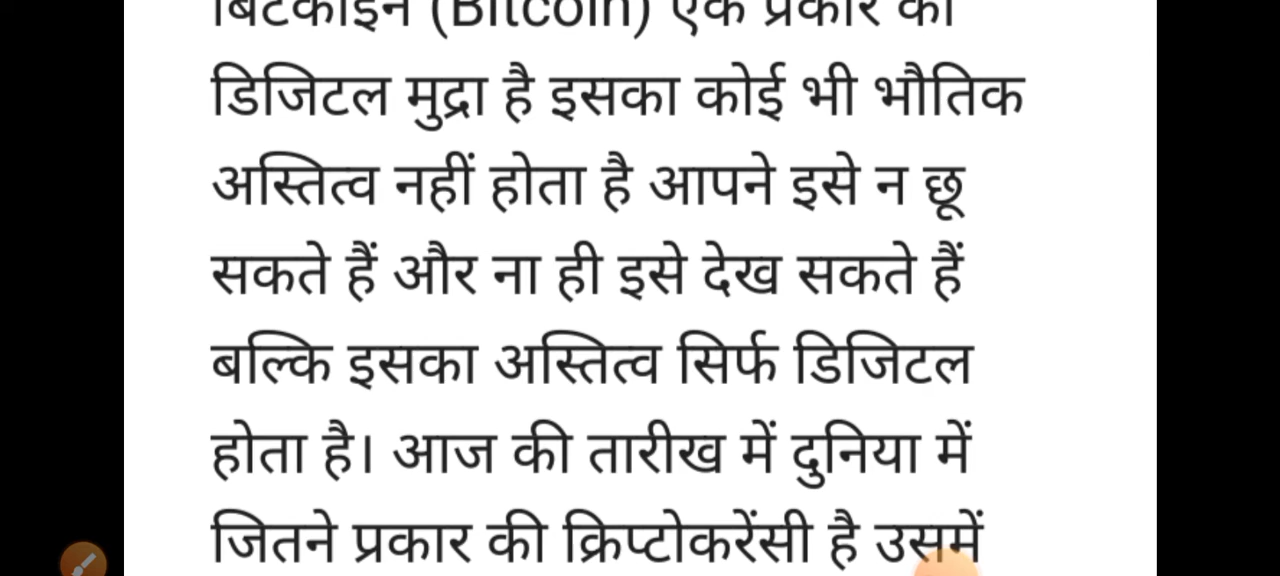 बिटकॉइन (Bitcoin) एक प्रकार की
डिजिटल मुद्रा है इसका कोई भी भौतिक
अस्तित्व नहीं होता है आपने इसे न छू
सकते हैं और ना ही इसे देख सकते हैं
बल्कि इसका अस्तित्व सिर्फ डिजिटल
होता है। आज की तारीख में दुनिया में
जितने प्रकार की क्रिप्टोकरेंसी है उसमें